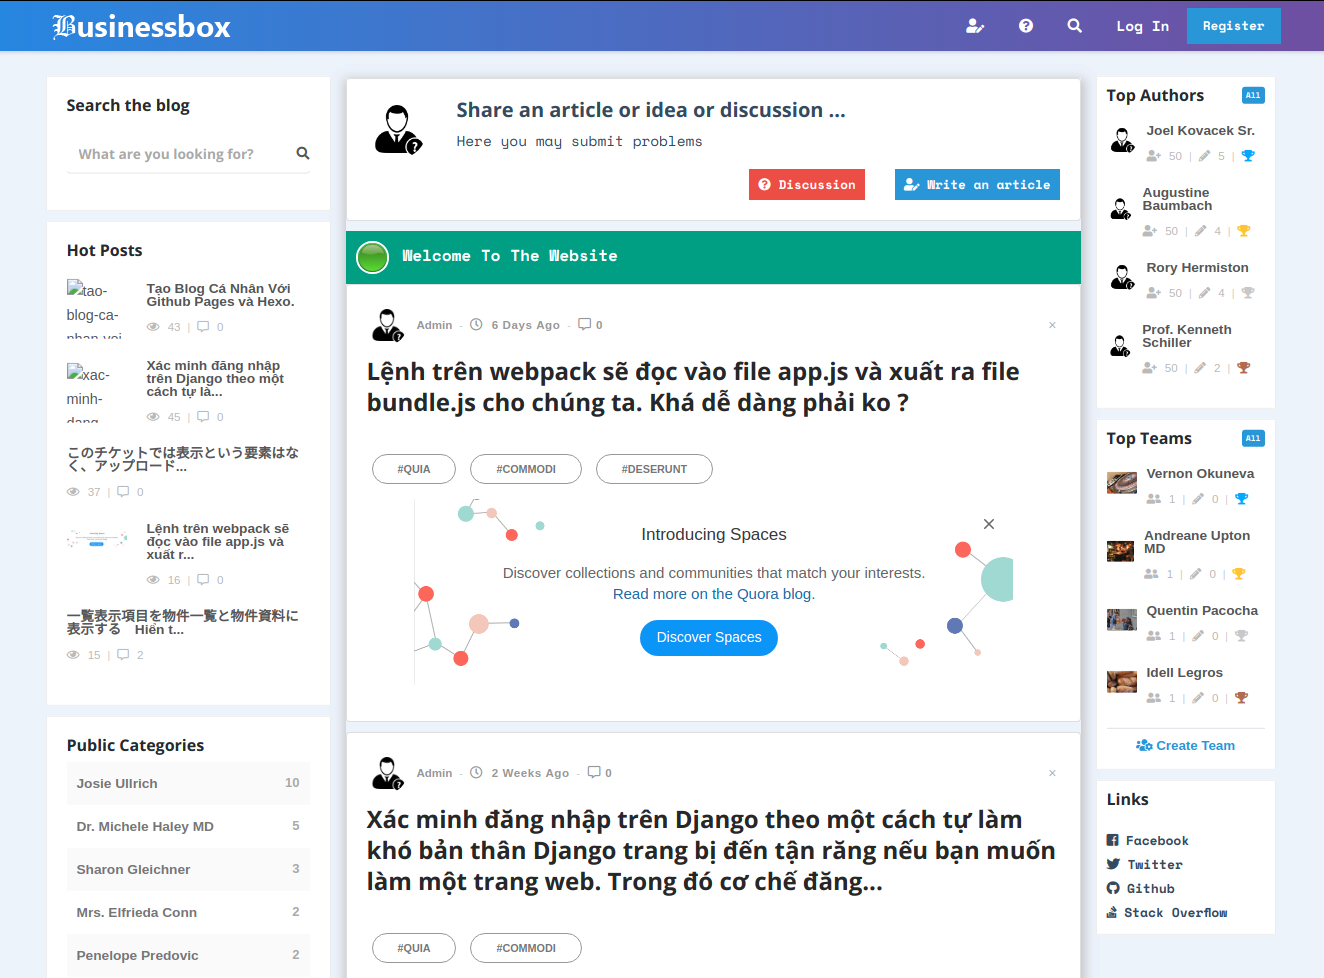 Businessbox
Log In
Register
Search the blog
What are you looking for?
Hot Posts
tao-
blog-ca-
Tạo Blog Cá Nhân Với
Github Pages và Hexo.
43 | 0
xac-
minh-
Xác minh đăng nhập
trên Django theo một
cách tự là...
45 | 0
このチケットでは表示という要素はな
く、アップロード...
37 | 0
Lệnh trên webpack sẽ
đọc vào file app.js và
xuất r...
16 | 0
一覧表示項目を物件一覧と物件資料に
表示する　Hiển t...
15 | 2
Public Categories
Josie Ullrich 10
Dr. Michele Haley MD 5
Sharon Gleichner 3
Mrs. Elfrieda Conn 2
Penelope Predovic 2
Share an article or idea or discussion ...
Here you may submit problems
Discussion
Write an article
Welcome To The Website
Admin - 6 Days Ago - 0
×
Lệnh trên webpack sẽ đọc vào file app.js và xuất ra file
bundle.js cho chúng ta. Khá dễ dàng phải ko ?
#QUIA
#COMMODI
#DESERUNT
Introducing Spaces
Discover collections and communities that match your interests.
Read more on the Quora blog.
Discover Spaces
Admin - 2 Weeks Ago - 0
×
Xác minh đăng nhập trên Django theo một cách tự làm
khó bản thân Django trang bị đến tận răng nếu bạn muốn
làm một trang web. Trong đó cơ chế đăng...
#QUIA
#COMMODI
Top Authors
All
Joel Kovacek Sr.
50 | 5 |
Augustine
Baumbach
50 | 4 |
Rory Hermiston
50 | 4 |
Prof. Kenneth
Schiller
50 | 2 |
Top Teams
All
Vernon Okuneva
1 | 0 |
Andreane Upton
MD
1 | 0 |
Quentin Pacocha
1 | 0 |
Idell Legros
1 | 0 |
Create Team
Links
Facebook
Twitter
Github
Stack Overflow